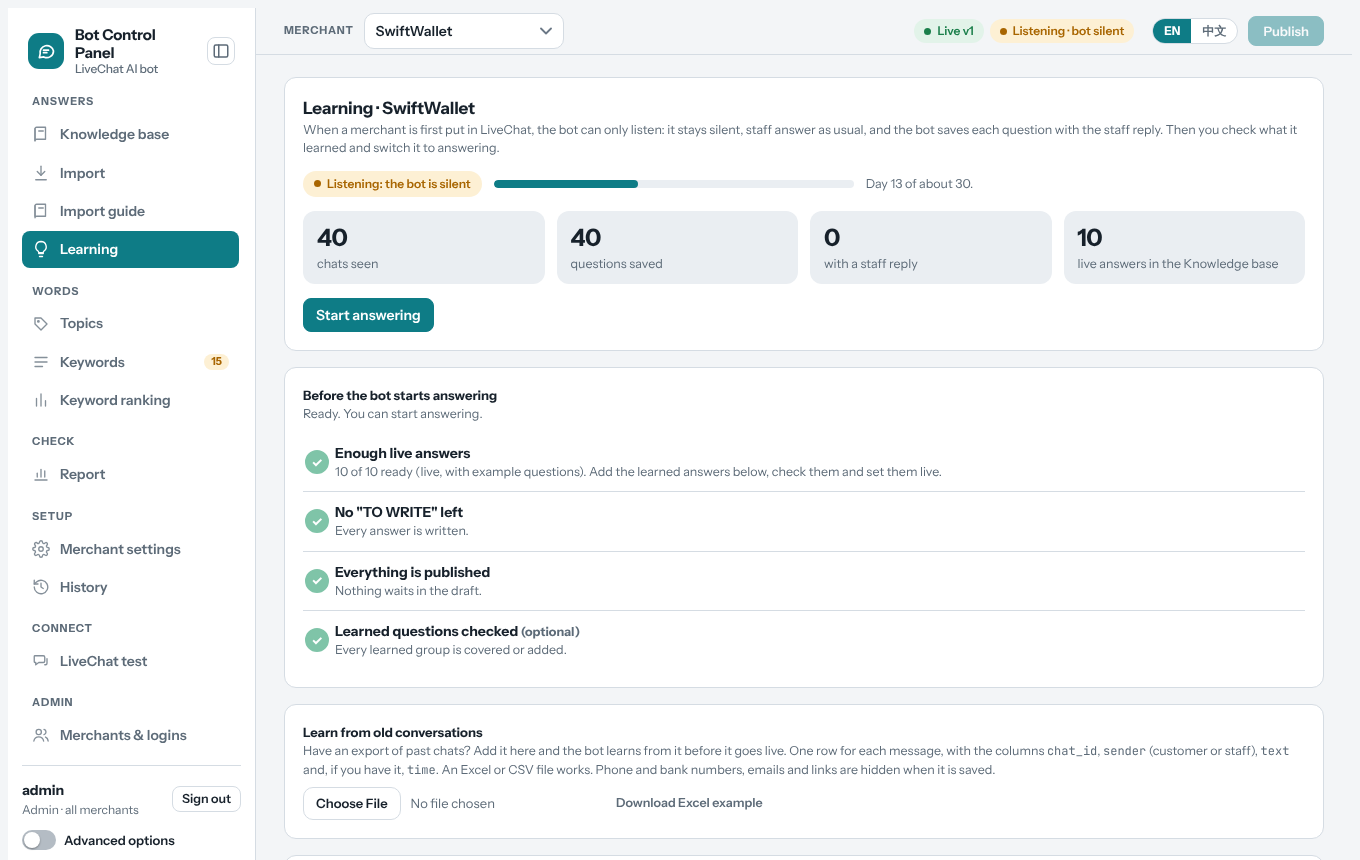 Bot Control
Panel
LiveChat AI bot
ANSWERS
Knowledge base
Import
Import guide
Learning
WORDS
Topics
Keywords 15
Keyword ranking
CHECK
Report
SETUP
Merchant settings
History
CONNECT
LiveChat test
ADMIN
Merchants & logins
admin
Admin · all merchants
Sign out
Advanced options
MERCHANT SwiftWallet
Live v1
Listening · bot silent
EN 中文
Publish
Learning · SwiftWallet
When a merchant is first put in LiveChat, the bot can only listen: it stays silent, staff answer as usual, and the bot saves each question with the staff reply. Then you check what it
learned and switch it to answering.
Listening: the bot is silent Day 13 of about 30.
40
chats seen
40
questions saved
0
with a staff reply
10
live answers in the Knowledge base
Start answering
Before the bot starts answering
Ready. You can start answering.
Enough live answers
10 of 10 ready (live, with example questions). Add the learned answers below, check them and set them live.
No "TO WRITE" left
Every answer is written.
Everything is published
Nothing waits in the draft.
Learned questions checked (optional)
Every learned group is covered or added.
Learn from old conversations
Have an export of past chats? Add it here and the bot learns from it before it goes live. One row for each message, with the columns chat_id, sender (customer or staff), text
and, if you have it, time. An Excel or CSV file works. Phone and bank numbers, emails and links are hidden when it is saved.
Choose File No file chosen Download Excel example